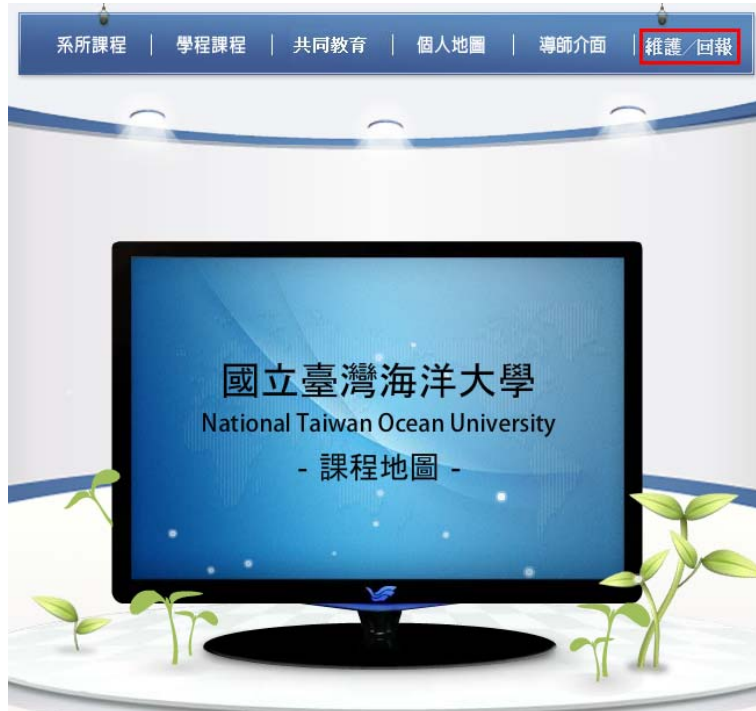 系所課程 | 學程課程 | 共同教育 | 個人地圖 | 導師介面 | 維護／回報
國立臺灣海洋大學
National Taiwan Ocean University
- 課程地圖 -